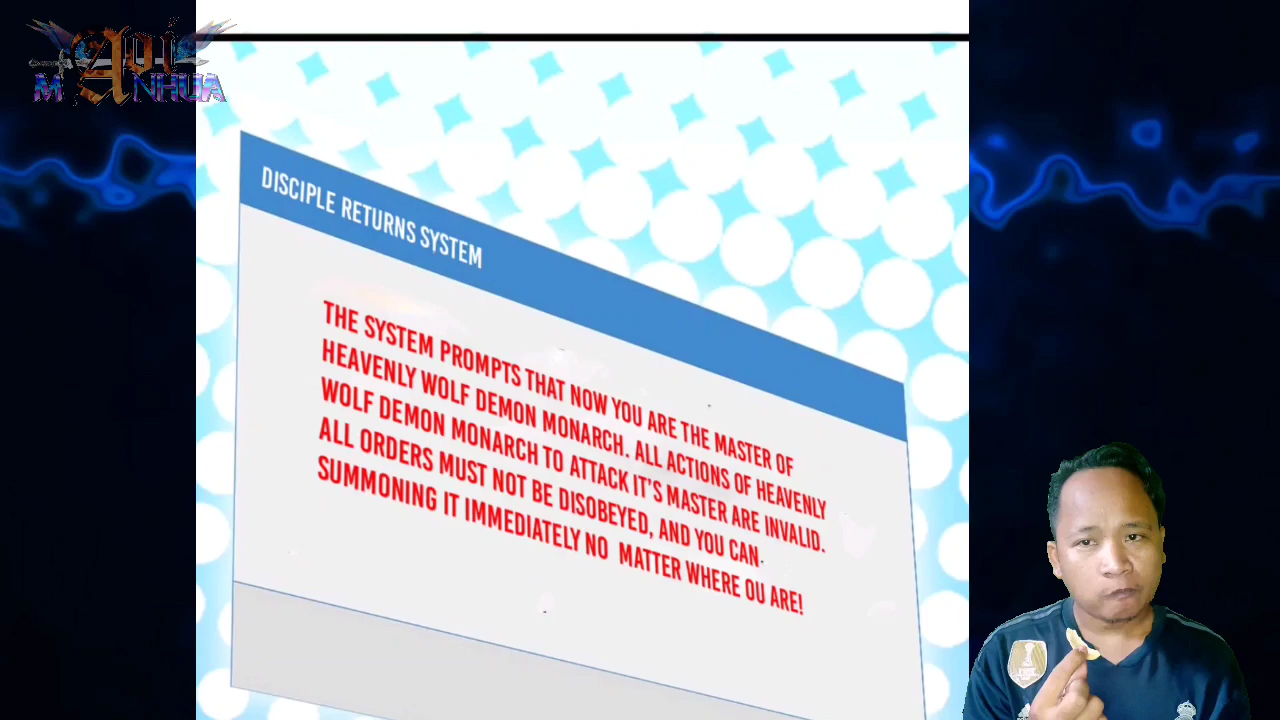 Adi
MANHUA
DISCIPLE RETURNS SYSTEM
THE SYSTEM PROMPTS THAT NOW YOU ARE THE MASTER OF
HEAVENLY WOLF DEMON MONARCH. ALL ACTIONS OF HEAVENLY
WOLF DEMON MONARCH TO ATTACK IT'S MASTER ARE INVALID.
ALL ORDERS MUST NOT BE DISOBEYED, AND YOU CAN
SUMMONING IT IMMEDIATELY NO MATTER WHERE OU ARE!